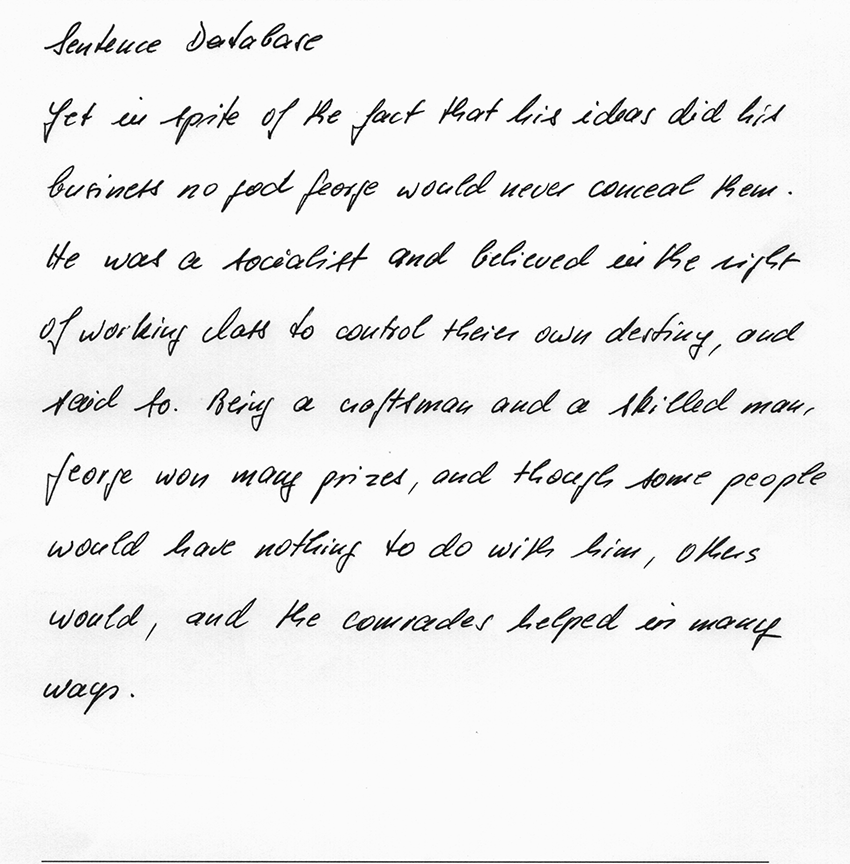 Sentence Database
Yet in spite of the fact that his ideas did his
business no god George would never conceal them.
He was a socialist and believed in the right
of working class to control their own destiny, and
said so. Being a craftsman and a skilled man,
George won many prizes, and though some people
would have nothing to do with him, others
would, and the comrades helped in many
ways.